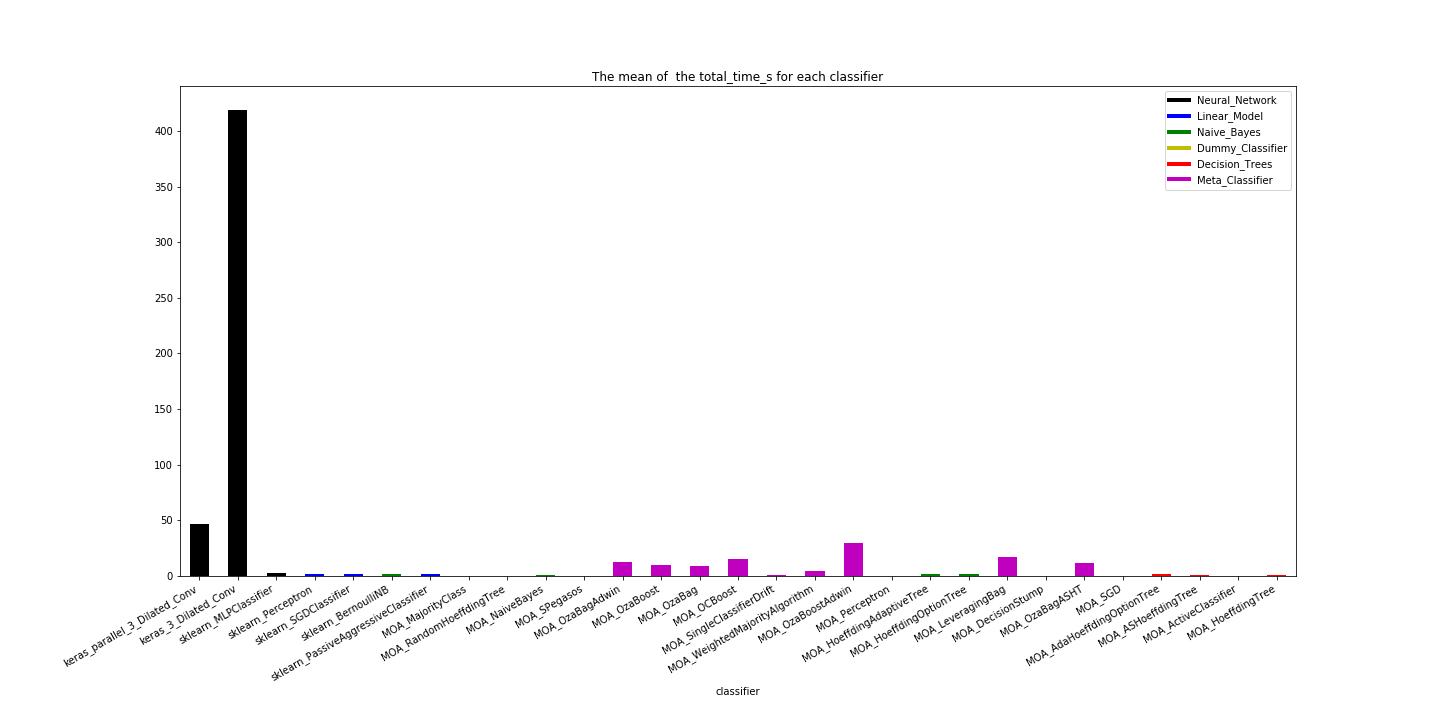 The mean of  the total_time_s for each classifier
Neural_Network
Linear_Model
Naive_Bayes
Dummy_Classifier
Decision_Trees
Meta_Classifier
400
350
300
250
200
150
100
50
0
keras_parallel_3_Dilated_Conv
keras_3_Dilated_Conv
sklearn_MLPClassifier
sklearn_Perceptron
sklearn_SGDClassifier
sklearn_BernoulliNB
sklearn_PassiveAggressiveClassifier
MOA_MajorityClass
MOA_RandomHoeffdingTree
MOA_NaiveBayes
MOA_SPegasos
MOA_OzaBagAdwin
MOA_OzaBoost
MOA_OzaBag
MOA_OCBoost
MOA_SingleClassifierDrift
MOA_WeightedMajorityAlgorithm
MOA_OzaBoostAdwin
MOA_Perceptron
MOA_HoeffdingAdaptiveTree
MOA_HoeffdingOptionTree
MOA_LeveragingBag
MOA_DecisionStump
MOA_OzaBagASHT
MOA_SGD
MOA_AdaHoeffdingOptionTree
MOA_ASHoeffdingTree
MOA_ActiveClassifier
MOA_HoeffdingTree
classifier